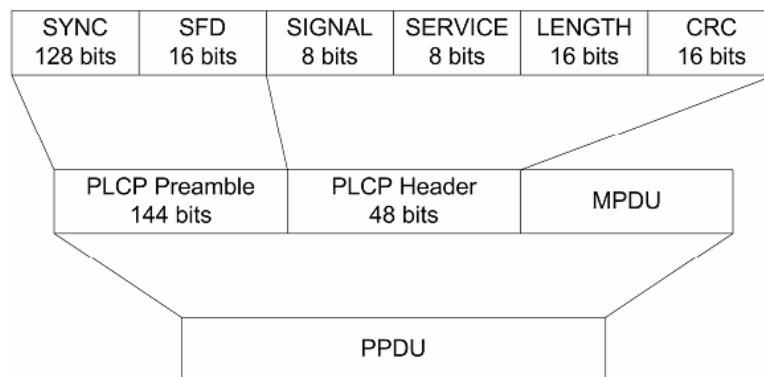 SYNC SFD SIGNAL SERVICE LENGTH CRC
128 bits 16 bits 8 bits 8 bits 16 bits 16 bits
PLCP Preamble PLCP Header MPDU
144 bits 48 bits
PPDU